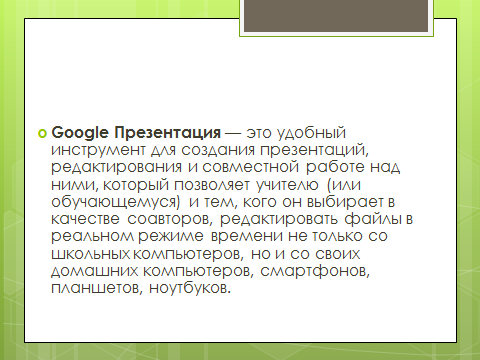 Google Презентация — это удобный
инструмент для создания презентаций,
редактирования и совместной работе над
ними, который позволяет учителю (или
обучающемуся) и тем, кого он выбирает в
качестве соавторов, редактировать файлы в
реальном режиме времени не только со
школьных компьютеров, но и со своих
домашних компьютеров, смартфонов,
планшетов, ноутбуков.